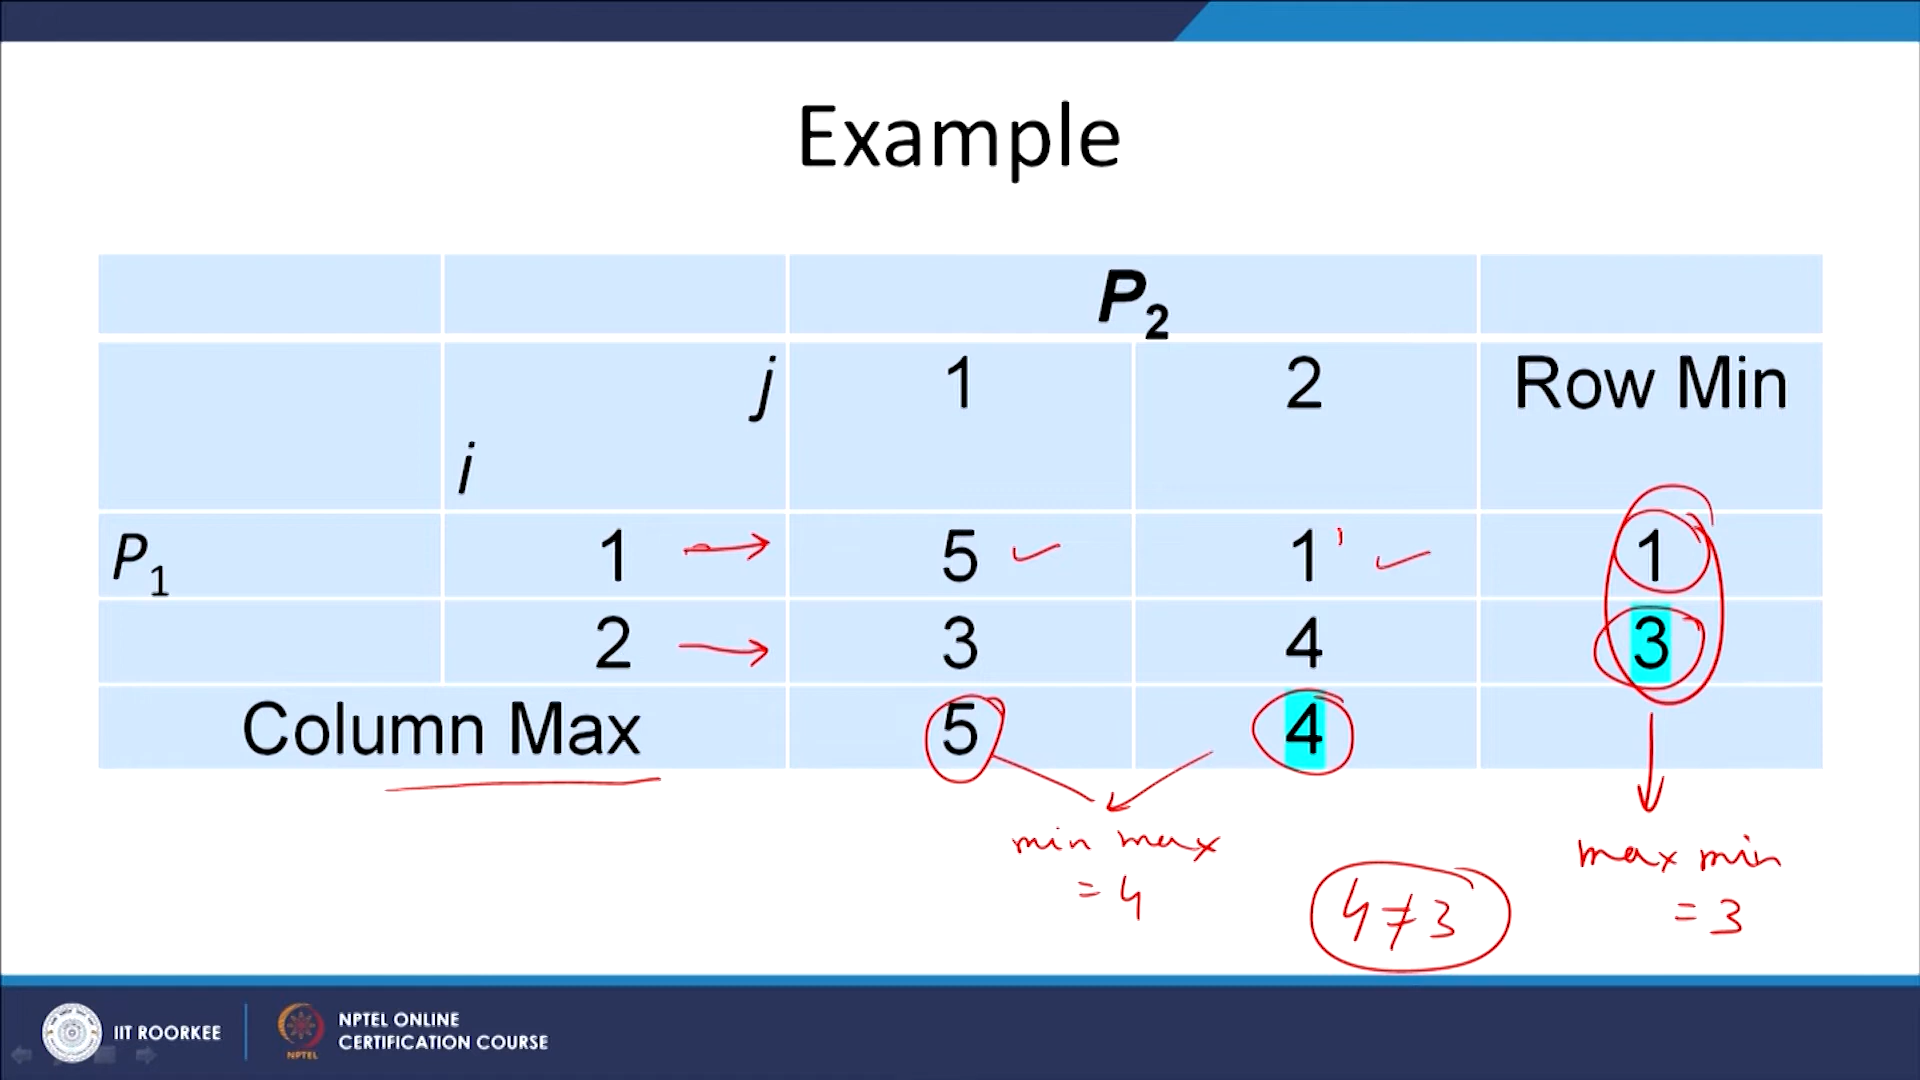 Example
P2
j 1 2 Row Min
i
P1 1 → 5 ✓ 1 ✓ 1
2 → 3 4 3
Column Max 5 4
min max
= 4
max min
= 3
4 ≠ 3
IIT ROORKEE
NPTEL
NPTEL ONLINE
CERTIFICATION COURSE